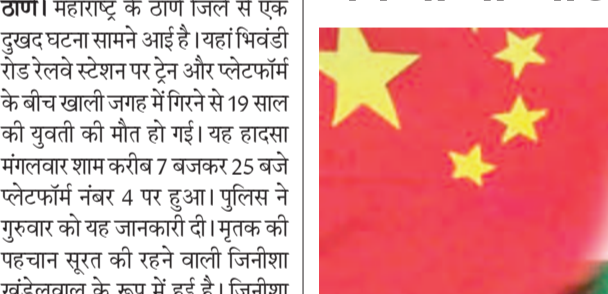 ठाणे। महाराष्ट्र के ठाणे जिले से एक
दुखद घटना सामने आई है। यहां भिवंडी
रोड रेलवे स्टेशन पर ट्रेन और प्लेटफॉर्म
के बीच खाली जगह में गिरने से 19 साल
की युवती की मौत हो गई। यह हादसा
मंगलवार शाम करीब 7 बजकर 25 बजे
प्लेटफॉर्म नंबर 4 पर हुआ। पुलिस ने
गुरुवार को यह जानकारी दी। मृतक की
पहचान सूरत की रहने वाली जिनीशा
खंडेलवाल के रूप में हुई है। जिनीशा